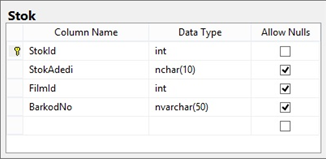 Stok
Column Name Data Type Allow Nulls
StokId int
StokAdedi nchar(10)
FilmId int
BarkodNo nvarchar(50)